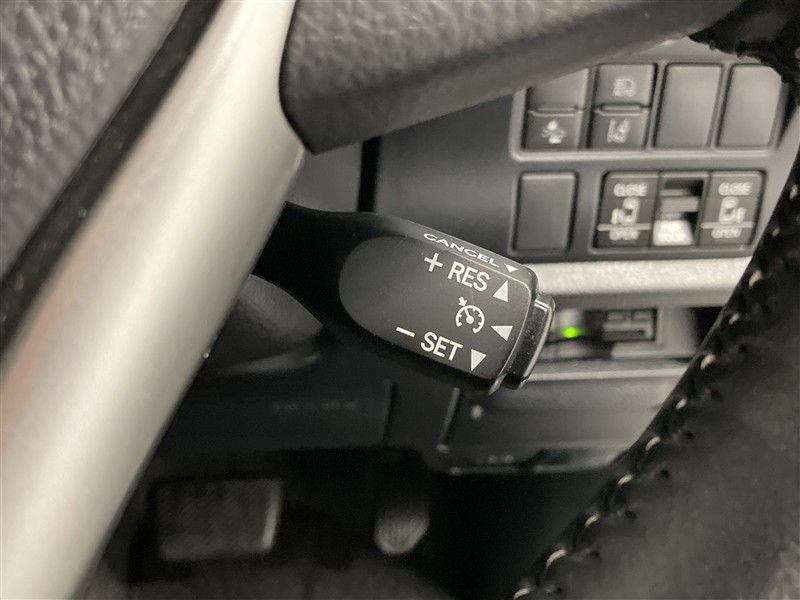 CANCEL
+ RES
- SET
CLOSE
CLOSE
OPEN
OPEN